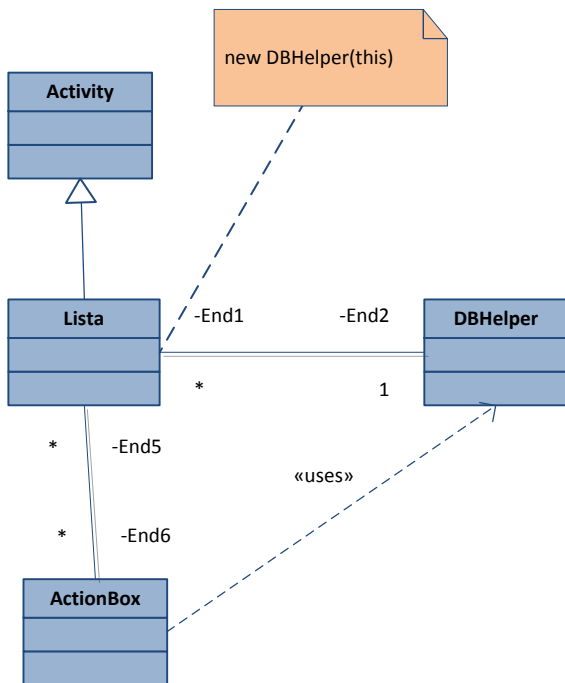 new DBHelper(this)
Activity
Lista
-End1
-End2
DBHelper
*
1
*
-End5
«uses»
*
-End6
ActionBox